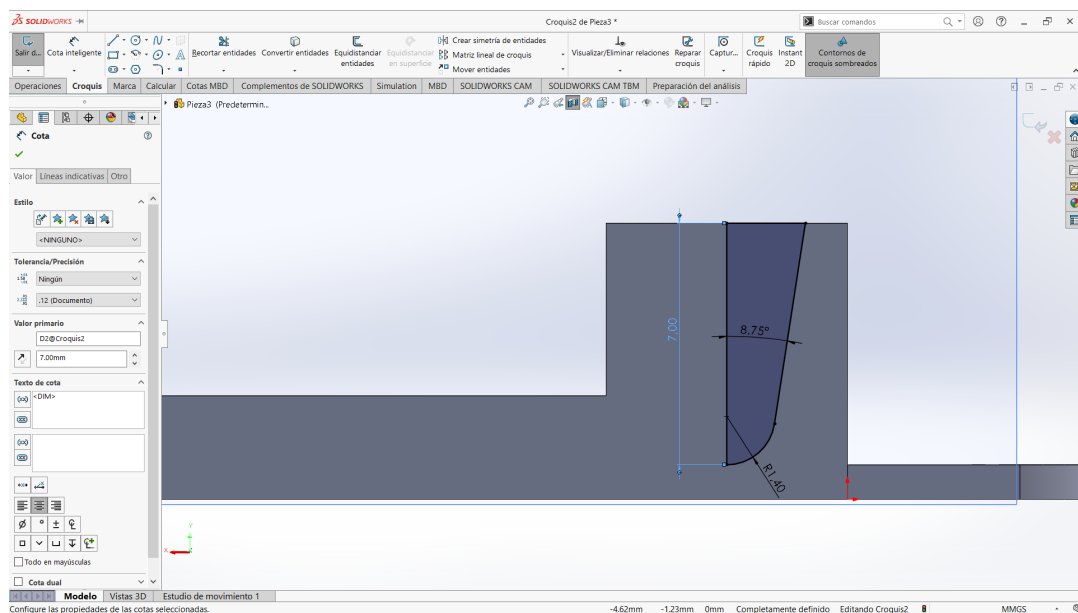 SOLIDWORKS
Croquis2 de Pieza3 *
Buscar comandos
Salir d...
Cota inteligente
Recortar entidades
Convertir entidades
Equidistanciar entidades
Equidistanciar en superficie
Crear simetría de entidades
Matriz lineal de croquis
Mover entidades
Visualizar/Eliminar relaciones
Reparar croquis
Captur...
Croquis rápido
Instant 2D
Contornos de croquis sombreados
Operaciones
Croquis
Marca
Calcular
Cotas MBD
Complementos de SOLIDWORKS
Simulation
MBD
SOLIDWORKS CAM
SOLIDWORKS CAM TBM
Preparación del análisis
Pieza3 (Predetermin...
Cota
Valor
Líneas indicativas
Otro
Estilo
<NINGUNO>
Tolerancia/Precisión
Ningún
.12 (Documento)
Valor primario
D2@Croquis2
7.00mm
Texto de cota
<DIM>
Todo en mayúsculas
Cota dual
7.00
8.75°
R1.40
Modelo
Vistas 3D
Estudio de movimiento 1
Configure las propiedades de las cotas seleccionadas.
-4.62mm
-1.23mm
0mm
Completamente definido
Editando Croquis2
MMGS